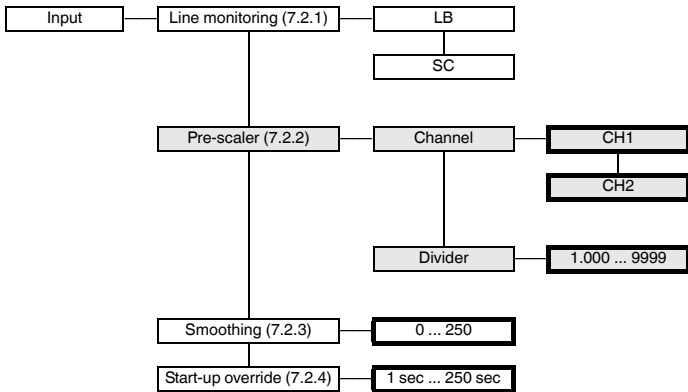 Input
Line monitoring (7.2.1)
LB
SC
Pre-scaler (7.2.2)
Channel
CH1
CH2
Divider
1.000 ... 9999
Smoothing (7.2.3)
0 ... 250
Start-up override (7.2.4)
1 sec ... 250 sec